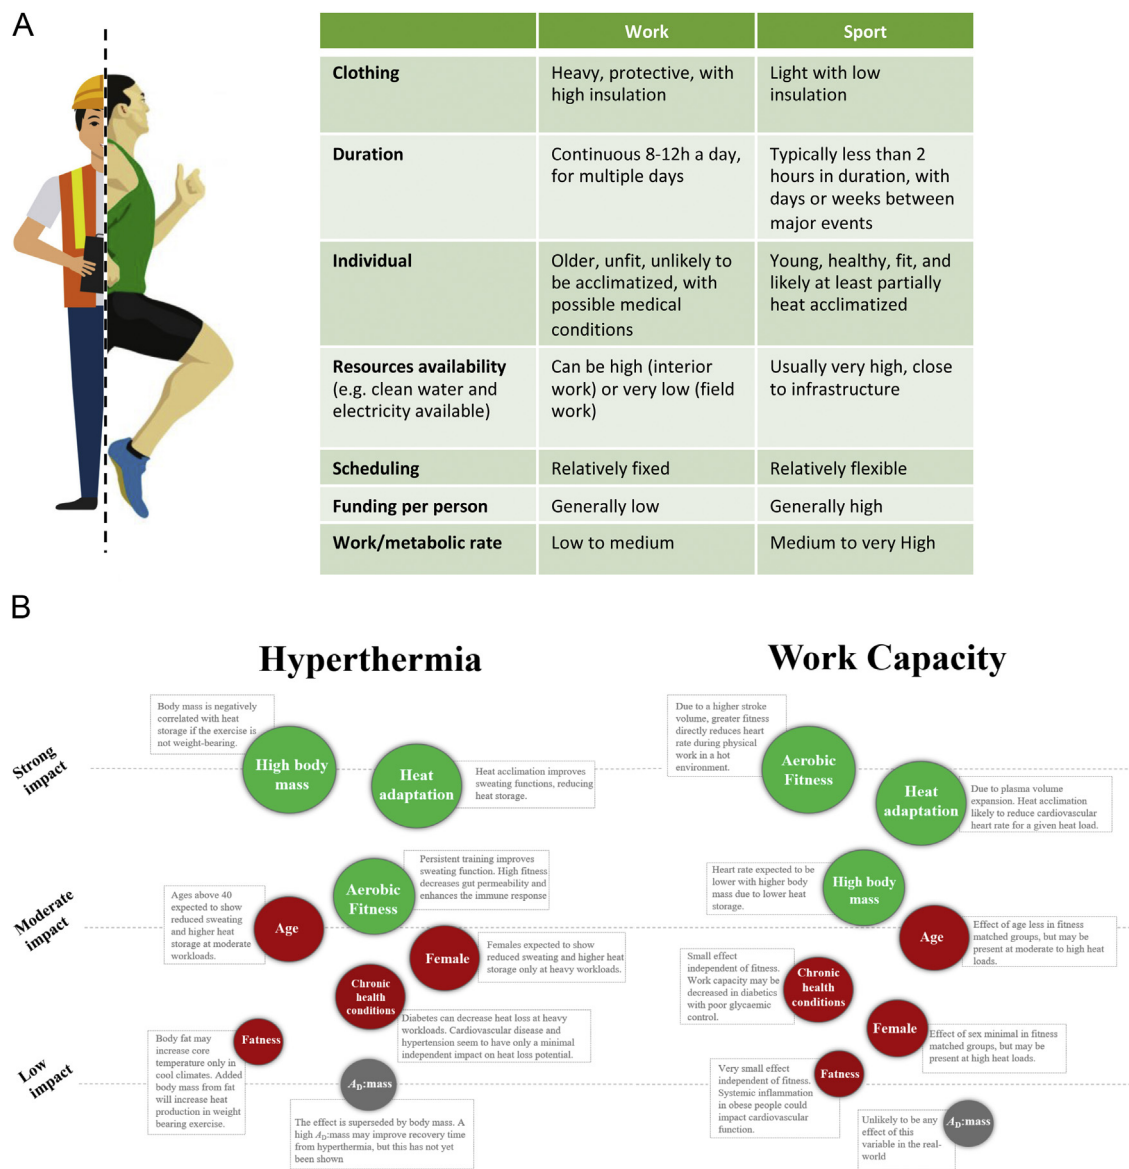 A
Work
Sport
Clothing
Heavy, protective, with
high insulation
Light with low
insulation
Duration
Continuous 8-12h a day,
for multiple days
Typically less than 2
hours in duration, with
days or weeks between
major events
Individual
Older, unfit, unlikely to
be acclimatized, with
possible medical
conditions
Young, healthy, fit, and
likely at least partially
heat acclimatized
Resources availability
(e.g. clean water and
electricity available)
Can be high (interior
work) or very low (field
work)
Usually very high, close
to infrastructure
Scheduling
Relatively fixed
Relatively flexible
Funding per person
Generally low
Generally high
Work/metabolic rate
Low to medium
Medium to very High
B
Hyperthermia
Strong
impact
Body mass is negatively
correlated with heat
storage if the exercise is
not weight-bearing.
High body
mass
Heat
adaptation
Heat acclimation improves
sweating functions, reducing
heat storage.
Moderate
impact
Persistent training improves
sweating function. High fitness
decreases gut permeability and
enhances the immune response
Aerobic
Fitness
Ages above 40
expected to show
reduced sweating
and higher heat
storage at moderate
workloads.
Age
Female
Females expected to show
reduced sweating and higher heat
storage only at heavy workloads.
Chronic
health
conditions
Diabetes can decrease heat loss at heavy
workloads. Cardiovascular disease and
hypertension seem to have only a minimal
independent impact on heat loss potential.
Low
impact
Body fat may
increase core
temperature only in
cool climates. Added
body mass from fat
will increase heat
production in weight
bearing exercise.
Fatness
A_D:mass
The effect is superseded by body mass. A
high A_D:mass may improve recovery time
from hyperthermia, but this has not yet
been shown
Work Capacity
Due to a higher stroke
volume, greater fitness
directly reduces heart
rate during physical
work in a hot
environment.
Aerobic
Fitness
Heat
adaptation
Due to plasma volume
expansion. Heat acclimation
likely to reduce cardiovascular
heart rate for a given heat load.
Heart rate expected to be
lower with higher body
mass due to lower heat
storage.
High body
mass
Age
Effect of age less in fitness
matched groups, but may be
present at moderate to high heat
loads.
Small effect
independent of fitness.
Work capacity may be
decreased in diabetics
with poor glycaemic
control.
Chronic
health
conditions
Female
Effect of sex minimal in fitness
matched groups, but may be
present at high heat loads.
Very small effect
independent of fitness.
Systemic inflammation
in obese people could
impact cardiovascular
function.
Fatness
Unlikely to be any
effect of this
variable in the real-
world
A_D:mass